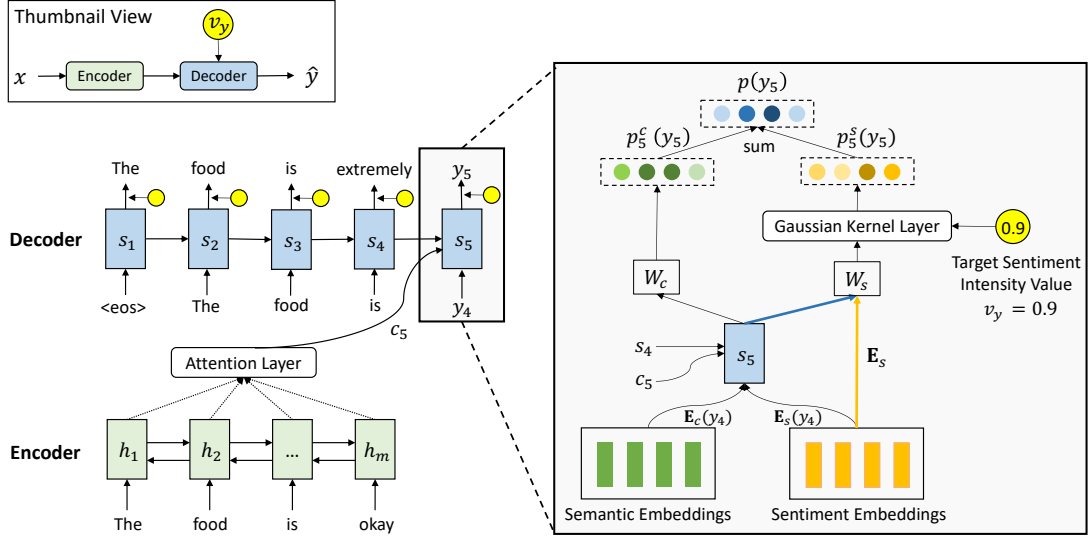 Thumbnail View
v_y
x Encoder Decoder ŷ
The food is extremely y_5
Decoder s_1 s_2 s_3 s_4 s_5
<eos> The food is y_4
c_5
Attention Layer
Encoder h_1 h_2 ... h_m
The food is okay
p(y_5)
p_5^c (y_5) sum p_5^s(y_5)
Gaussian Kernel Layer 0.9
W_c W_s Target Sentiment
Intensity Value
v_y = 0.9
s_4 s_5 E_s
c_5
E_c(y_4) E_s(y_4)
Semantic Embeddings Sentiment Embeddings